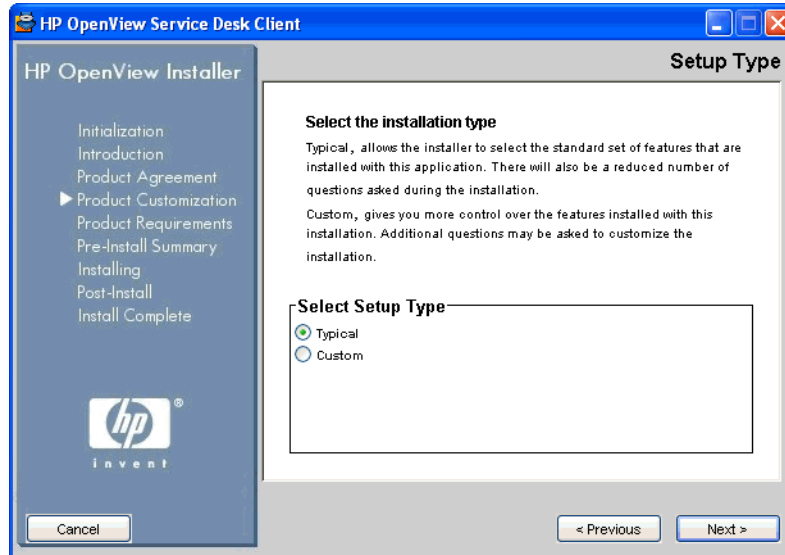 HP OpenView Service Desk Client
HP OpenView Installer
Setup Type
Initialization
Introduction
Product Agreement
Product Customization
Product Requirements
Pre-Install Summary
Installing
Post-Install
Install Complete
Select the installation type
Typical, allows the installer to select the standard set of features that are
installed with this application. There will also be a reduced number of
questions asked during the installation.
Custom, gives you more control over the features installed with this
installation. Additional questions may be asked to customize the
installation.
Select Setup Type
Typical
Custom
hp
®
invent
Cancel
< Previous
Next >